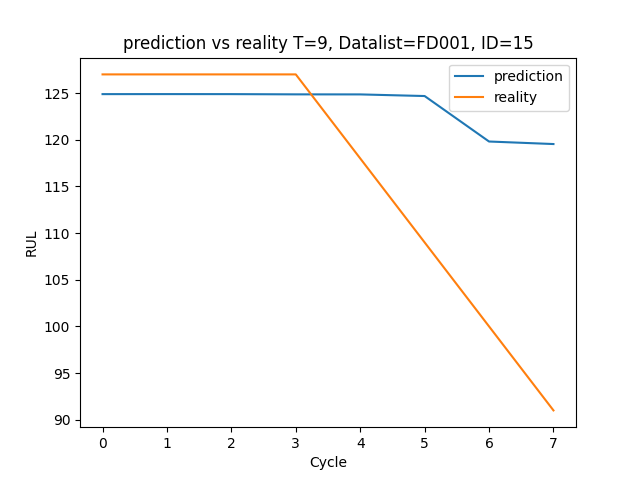 prediction vs reality T=9, Datalist=FD001, ID=15
prediction
reality
RUL
125
120
115
110
105
100
95
90
0 1 2 3 4 5 6 7
Cycle